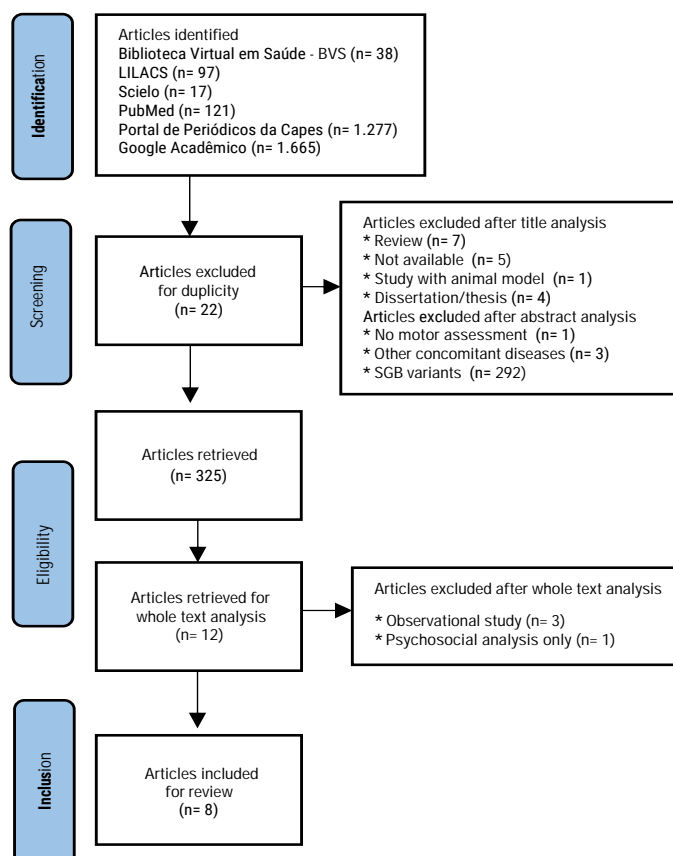 Identification
Articles identified
Biblioteca Virtual em Saúde - BVS (n= 38)
LILACS (n= 97)
Scielo (n= 17)
PubMed (n= 121)
Portal de Periódicos da Capes (n= 1.277)
Google Acadêmico (n= 1.665)
Screening
Articles excluded
for duplicity
(n= 22)
Articles excluded after title analysis
* Review (n= 7)
* Not available (n= 5)
* Study with animal model (n= 1)
* Dissertation/thesis (n= 4)
Articles excluded after abstract analysis
* No motor assessment (n= 1)
* Other concomitant diseases (n= 3)
* SGB variants (n= 292)
Eligibility
Articles retrieved
(n= 325)
Articles retrieved for
whole text analysis
(n= 12)
Articles excluded after whole text analysis
* Observational study (n= 3)
* Psychosocial analysis only (n= 1)
Inclusion
Articles included
for review
(n= 8)